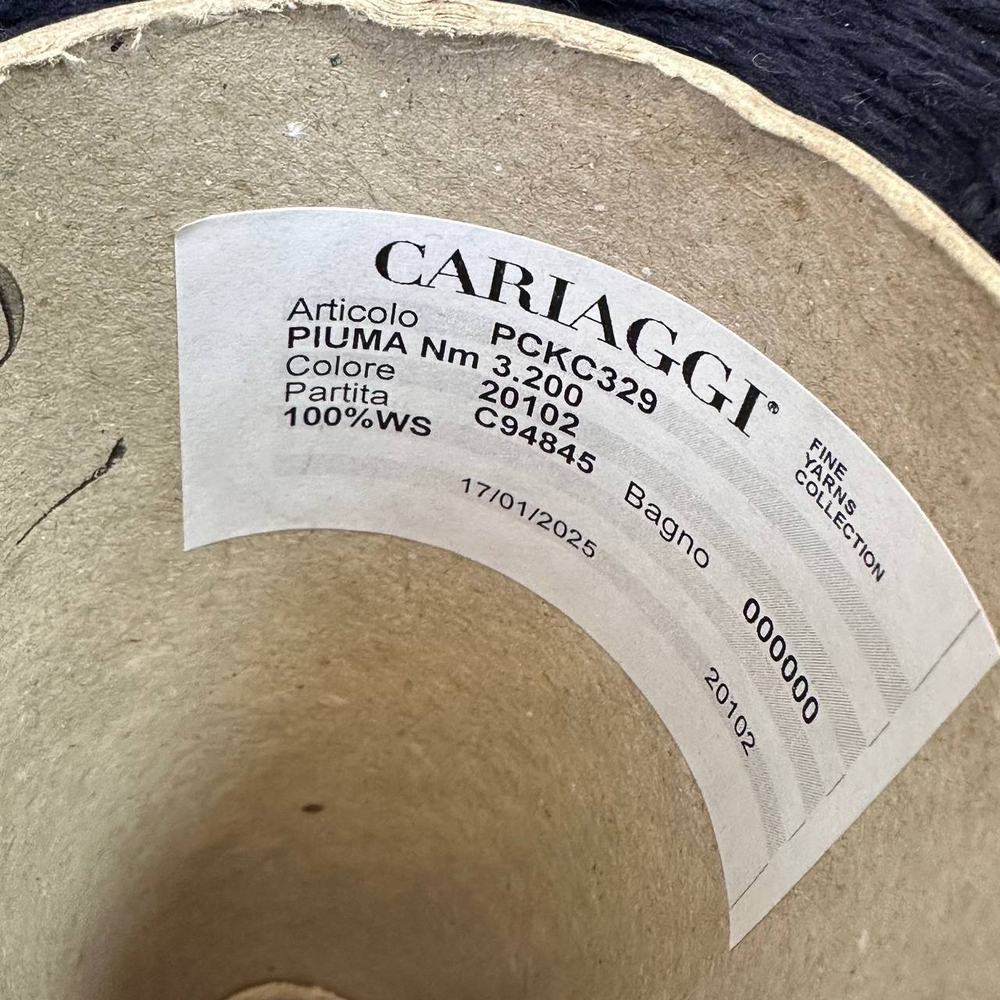 CARIAGGI®
FINE
YARNS
COLLECTION
Articolo PCKC329
PIUMA Nm 3.200
Colore 20102
Partita C94845 Bagno 000000
100%WS
17/01/2025 20102